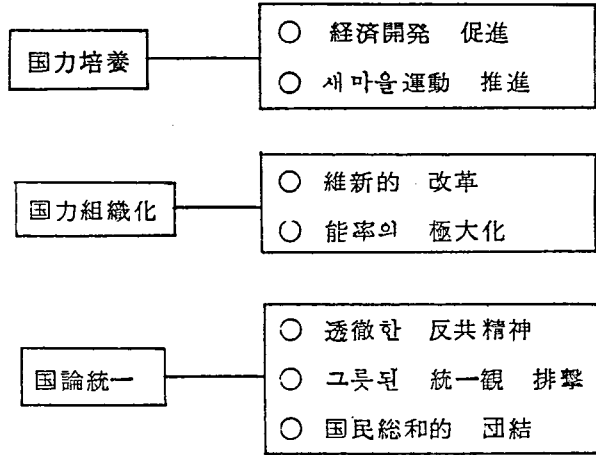 国力培養
○ 経済開発 促進
○ 새마을運動 推進
国力組織化
○ 維新的 改革
○ 能率의 極大化
国論統一
○ 透徹한 反共精神
○ 그릇된 統一観 排撃
○ 国民総和的 団結